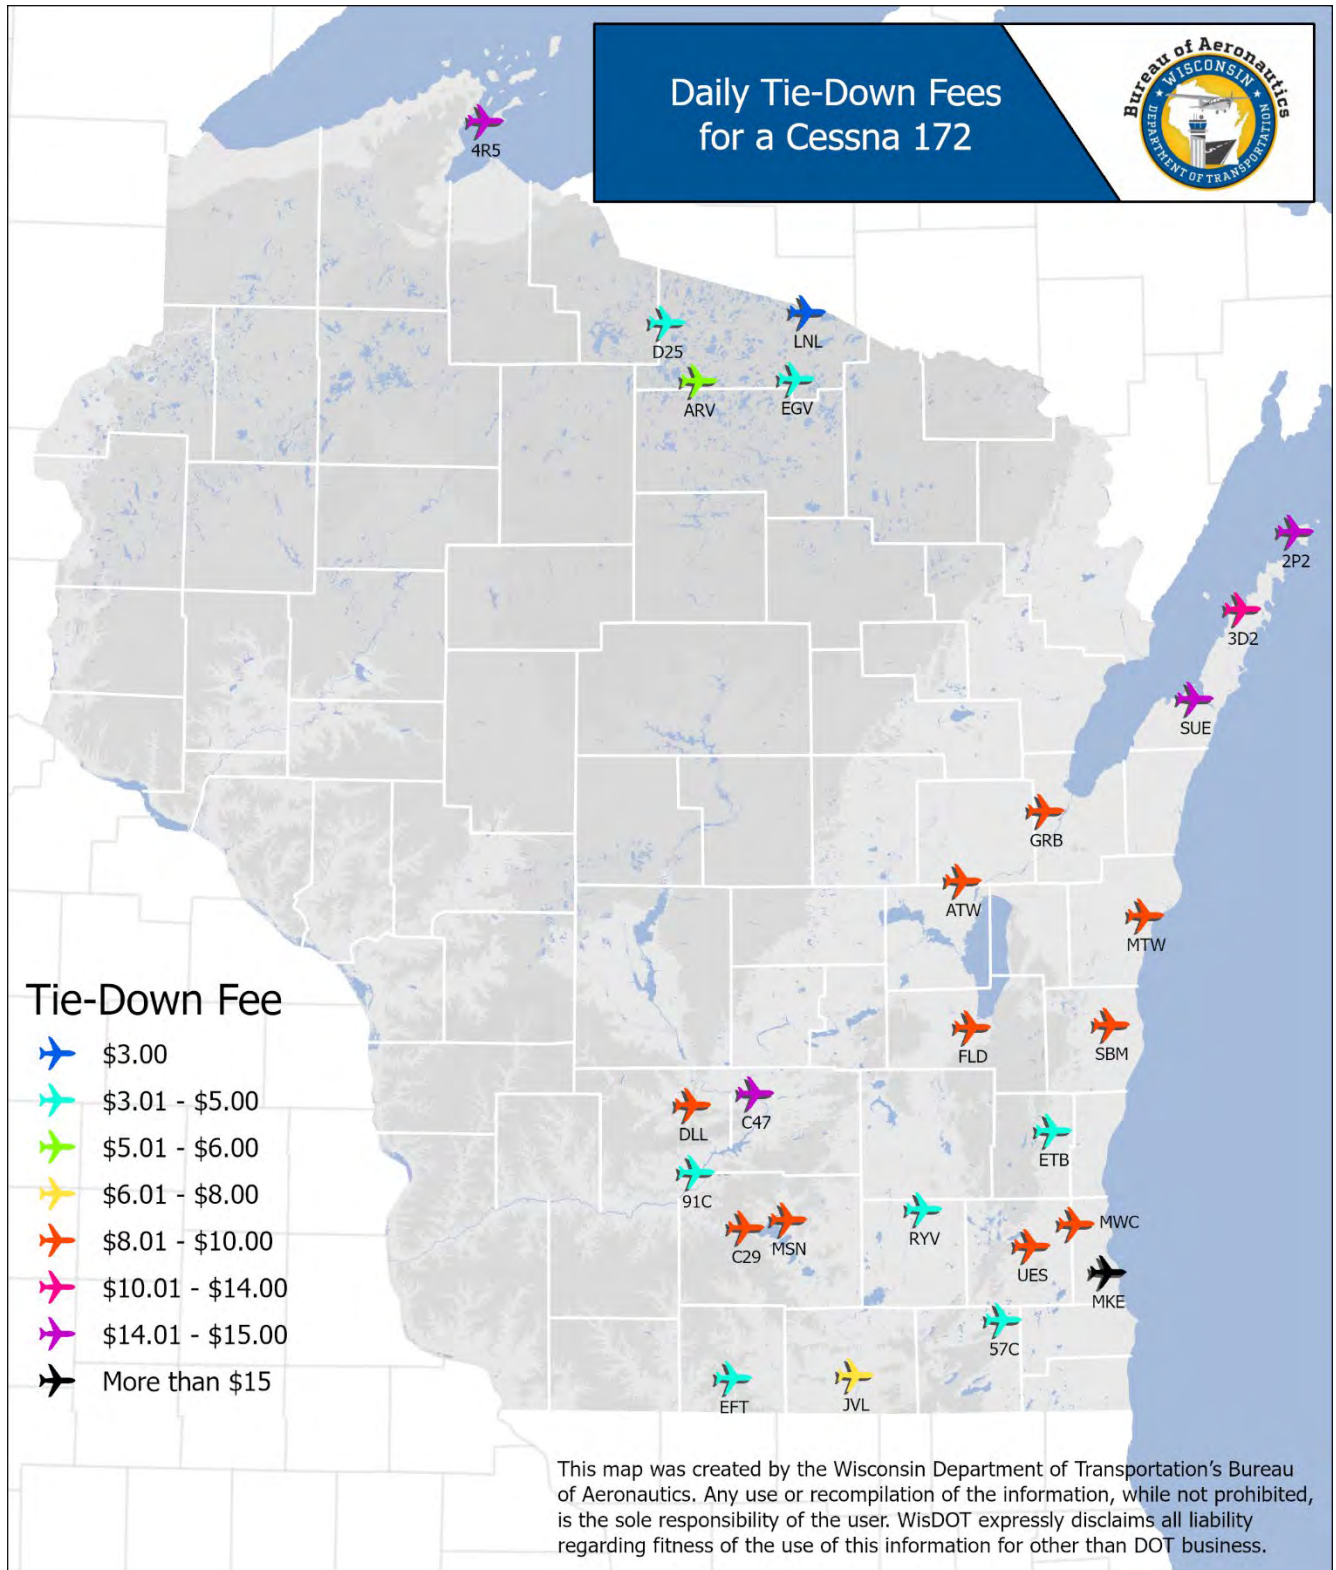 Daily Tie-Down Fees
for a Cessna 172
Bureau of Aeronautics
WISCONSIN
DEPARTMENT OF TRANSPORTATION
4R5
LNL
D25
ARV
EGV
2P2
3D2
SUE
GRB
ATW
MTW
FLD
SBM
DLL
C47
ETB
91C
RYV
MWC
C29
MSN
UES
MKE
57C
EFT
JVL
Tie-Down Fee
$3.00
$3.01 - $5.00
$5.01 - $6.00
$6.01 - $8.00
$8.01 - $10.00
$10.01 - $14.00
$14.01 - $15.00
More than $15
This map was created by the Wisconsin Department of Transportation's Bureau
of Aeronautics. Any use or recompilation of the information, while not prohibited,
is the sole responsibility of the user. WisDOT expressly disclaims all liability
regarding fitness of the use of this information for other than DOT business.